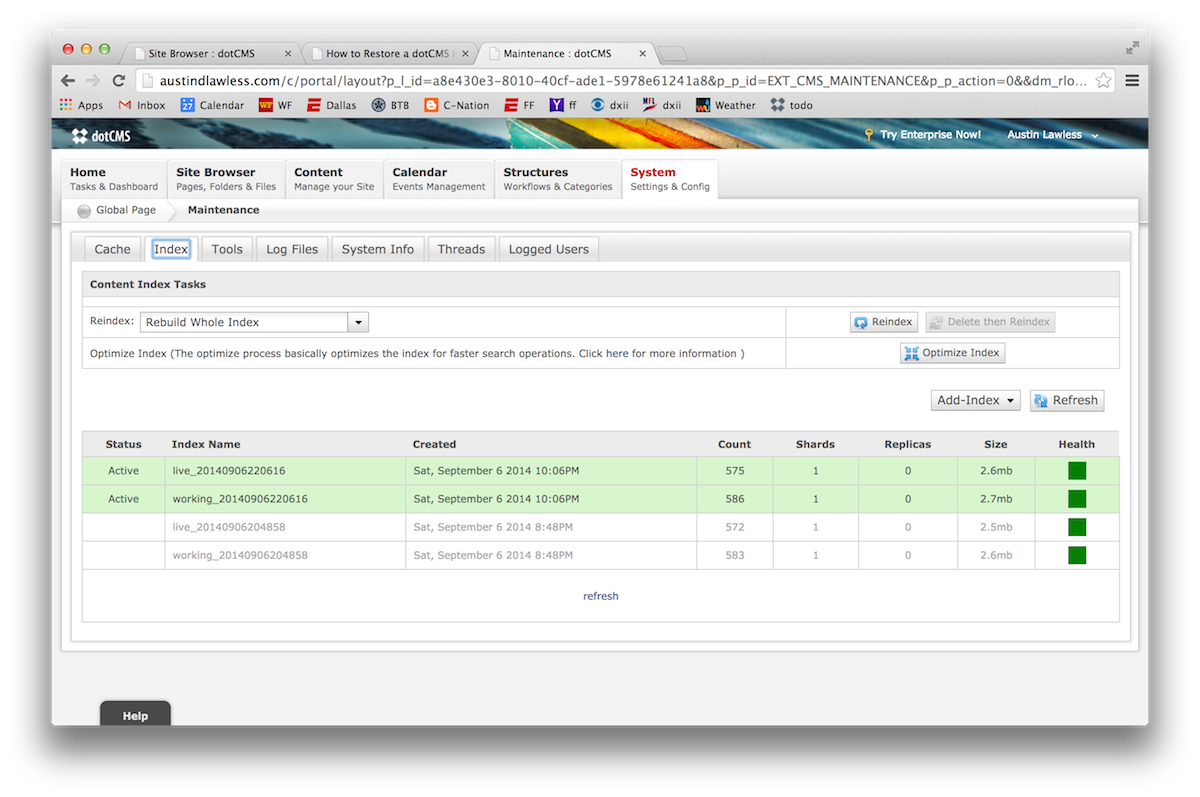 Site Browser : dotCMS
How to Restore a dotCMS
Maintenance : dotCMS
austindlawless.com/c/portal/layout?p_l_id=a8e430e3-8010-40cf-ade1-5978e61241a8&p_p_id=EXT_CMS_MAINTENANCE&p_p_action=0&&dm_rlo...
Apps Inbox 27 Calendar WF WF Dallas BTB C-Nation FF Y ff dxii NFL dxii Weather todo
dotCMS Try Enterprise Now! Austin Lawless
Home Site Browser Content Calendar Structures System
Tasks & Dashboard Pages, Folders & Files Manage your Site Events Management Workflows & Categories Settings & Config
Global Page Maintenance
Cache Index Tools Log Files System Info Threads Logged Users
Content Index Tasks
Reindex: Rebuild Whole Index Reindex Delete then Reindex
Optimize Index (The optimize process basically optimizes the index for faster search operations. Click here for more information ) Optimize Index
Add-Index Refresh
Status Index Name Created Count Shards Replicas Size Health
Active live_20140906220616 Sat, September 6 2014 10:06PM 575 1 0 2.6mb
Active working_20140906220616 Sat, September 6 2014 10:06PM 586 1 0 2.7mb
live_20140906204858 Sat, September 6 2014 8:48PM 572 1 0 2.5mb
working_20140906204858 Sat, September 6 2014 8:48PM 583 1 0 2.6mb
refresh
Help